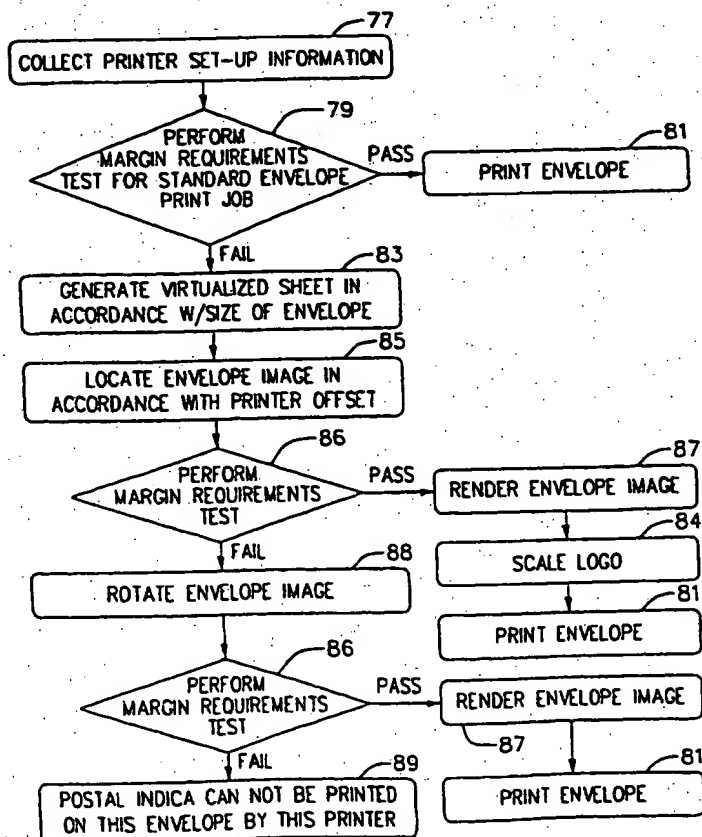 77
COLLECT PRINTER SET-UP INFORMATION
79
PERFORM
MARGIN REQUIREMENTS
TEST FOR STANDARD ENVELOPE
PRINT JOB
PASS
81
PRINT ENVELOPE
FAIL
83
GENERATE VIRTUALIZED SHEET IN
ACCORDANCE W/SIZE OF ENVELOPE
85
LOCATE ENVELOPE IMAGE IN
ACCORDANCE WITH PRINTER OFFSET
86
PERFORM
MARGIN REQUIREMENTS
TEST
PASS
87
RENDER ENVELOPE IMAGE
84
SCALE LOGO
81
PRINT ENVELOPE
FAIL
88
ROTATE ENVELOPE IMAGE
86
PERFORM
MARGIN REQUIREMENTS
TEST
PASS
RENDER ENVELOPE IMAGE
87
81
PRINT ENVELOPE
FAIL
89
POSTAL INDICA CAN NOT BE PRINTED
ON THIS ENVELOPE BY THIS PRINTER